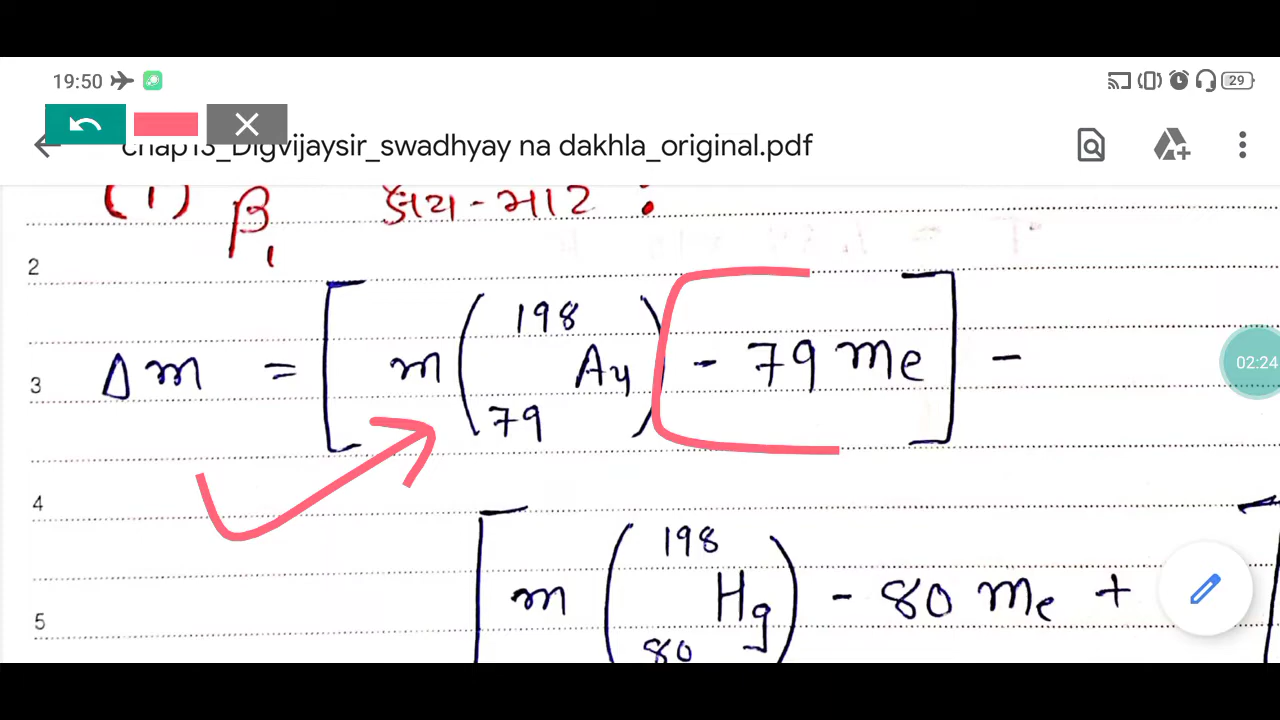 19:50 29
chap13_Digvijaysir_swadhyay na dakhla_original.pdf
(1) β₁ ક્ષય - માટે :
2
3 Δm = [ m ( ¹⁹⁸₇₉Au ) - 79 me ] -
02:24
4
5 [ m ( ¹⁹⁸₈₀Hg ) - 80 me +